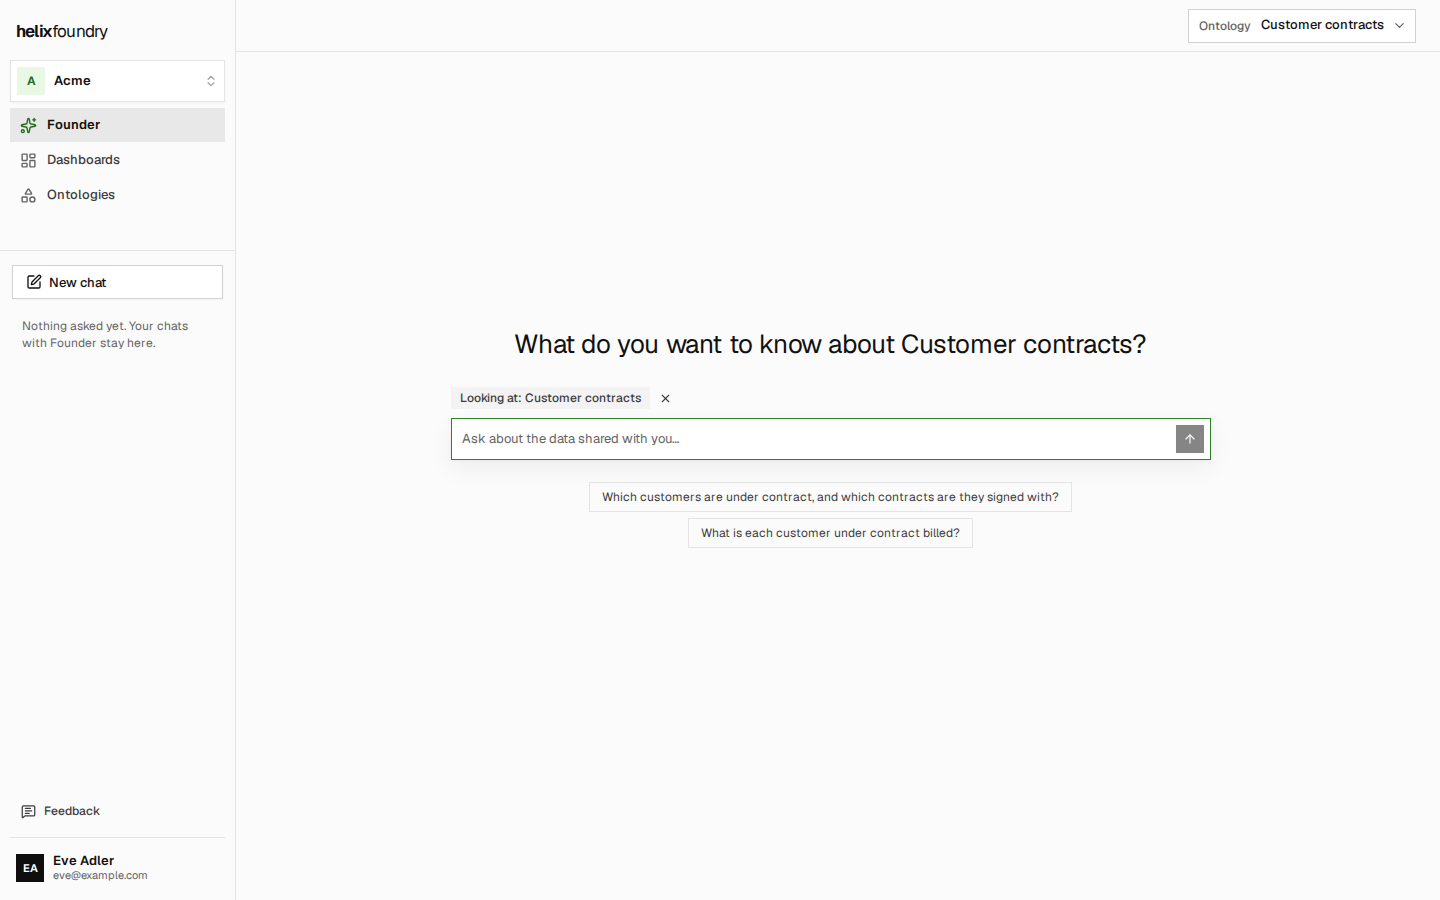 helixfoundry
Ontology Customer contracts
A Acme
Founder
Dashboards
Ontologies
New chat
Nothing asked yet. Your chats
with Founder stay here.
What do you want to know about Customer contracts?
Looking at: Customer contracts
Ask about the data shared with you...
Which customers are under contract, and which contracts are they signed with?
What is each customer under contract billed?
Feedback
EA Eve Adler
eve@example.com